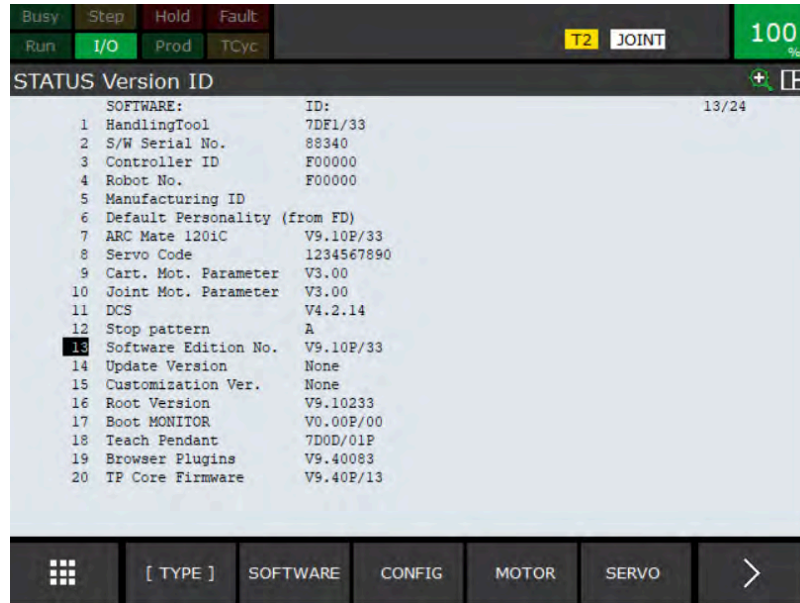 Busy Step Hold Fault
Run I/O Prod TCyc
T2 JOINT
100
%
STATUS Version ID
SOFTWARE: ID: 13/24
1 HandlingTool 7DF1/33
2 S/W Serial No. 88340
3 Controller ID F00000
4 Robot No. F00000
5 Manufacturing ID
6 Default Personality (from FD)
7 ARC Mate 120iC V9.10P/33
8 Servo Code 1234567890
9 Cart. Mot. Parameter V3.00
10 Joint Mot. Parameter V3.00
11 DCS V4.2.14
12 Stop pattern A
13 Software Edition No. V9.10P/33
14 Update Version None
15 Customization Ver. None
16 Root Version V9.10233
17 Boot MONITOR V0.00P/00
18 Teach Pendant 7D0D/01P
19 Browser Plugins V9.40083
20 TP Core Firmware V9.40P/13
[ TYPE ] SOFTWARE CONFIG MOTOR SERVO >